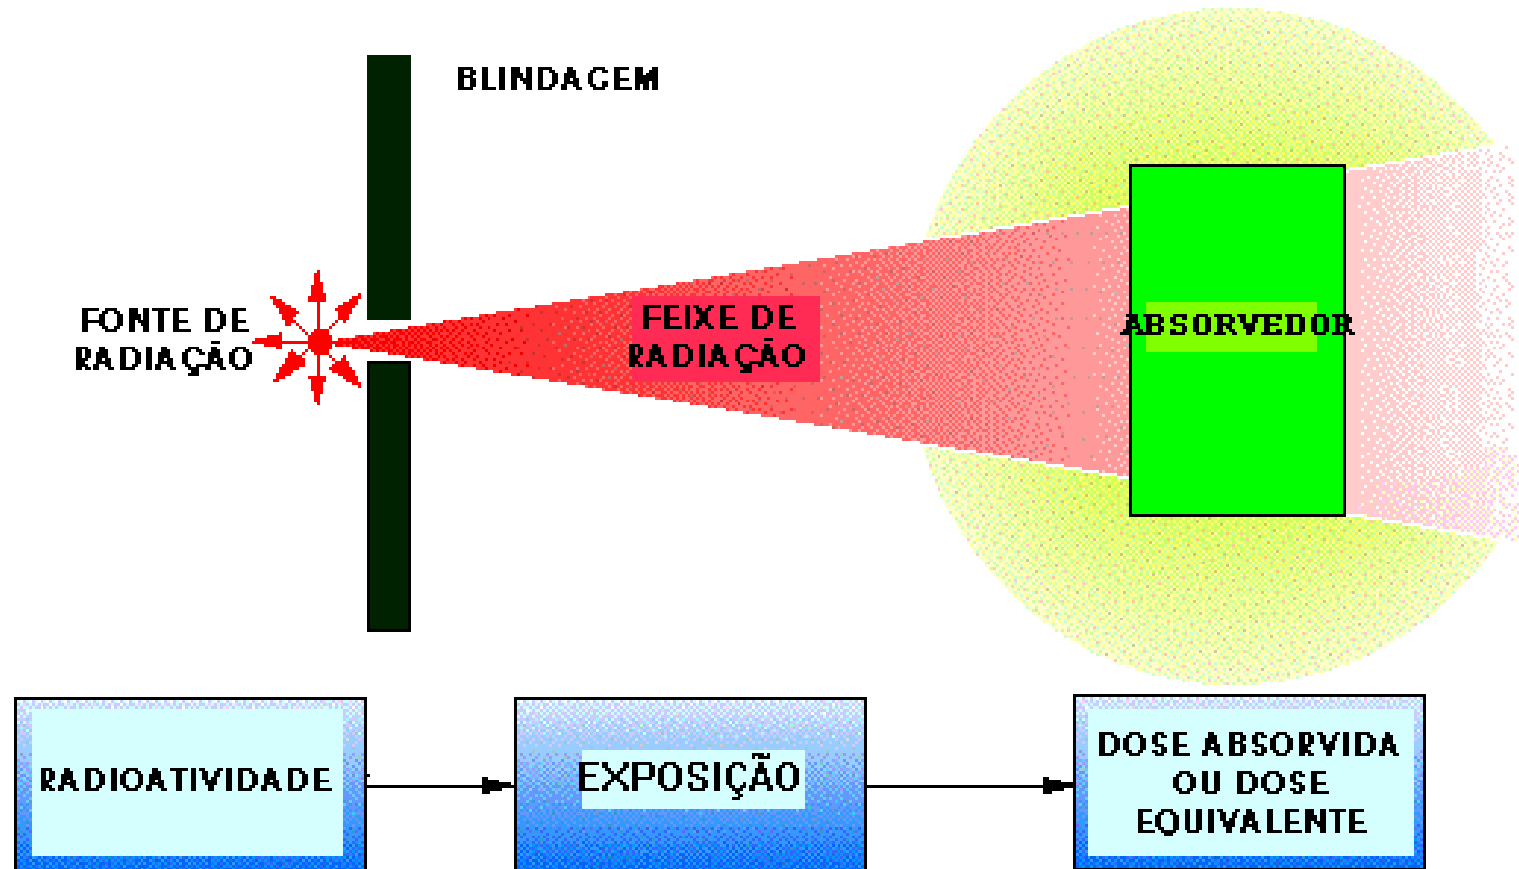 BLINDAGEM
FONTE DE
RADIAÇÃO
FEIXE DE
RADIAÇÃO
ABSORVEDOR
RADIOATIVIDADE
EXPOSIÇÃO
DOSE ABSORVIDA
OU DOSE
EQUIVALENTE